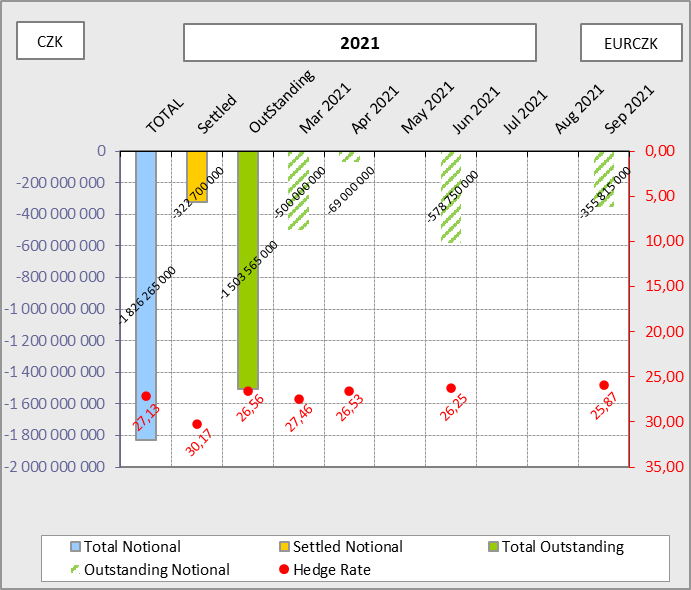 CZK
2021
EURCZK
TOTAL
Settled
OutStanding
Mar 2021
Apr 2021
May 2021
Jun 2021
Jul 2021
Aug 2021
Sep 2021
0
-200 000 000
-400 000 000
-600 000 000
-800 000 000
-1 000 000 000
-1 200 000 000
-1 400 000 000
-1 600 000 000
-1 800 000 000
-2 000 000 000
0,00
5,00
10,00
15,00
20,00
25,00
30,00
35,00
-1 826 265 000
-322 700 000
-1 503 565 000
-500 000 000
-69 000 000
-578 750 000
-355 815 000
27,13
30,17
26,56
27,46
26,53
26,25
25,87
Total Notional
Settled Notional
Total Outstanding
Outstanding Notional
Hedge Rate